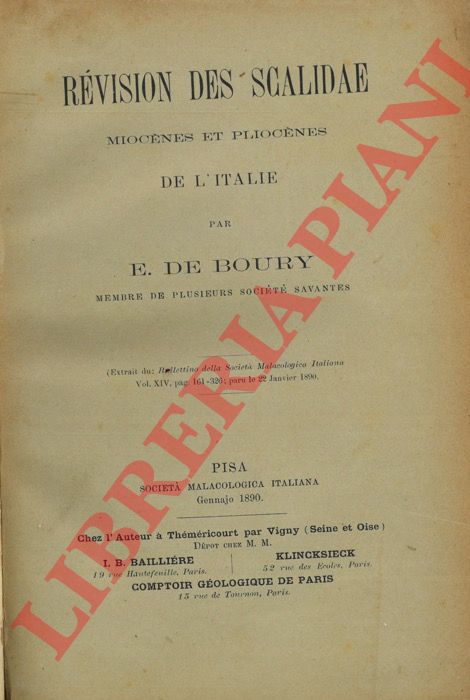 RÉVISION DES SCALIDAE
MIOCÈNES ET PLIOCÈNES
DE L'ITALIE
PAR
E. DE BOURY
MEMBRE DE PLUSIEURS SOCIÉTÉ SAVANTES
(Extrait du: Bullettino della Società Malacologica Italiana
Vol. XIV, pag. 161-326; paru le 22 Janvier 1890.
PISA
SOCIETÀ MALACOLOGICA ITALIANA
Gennajo 1890.
Chez l'Auteur à Théméricourt par Vigny (Seine et Oise)
DÉPOT CHEZ M. M.
I. B. BAILLIÉRE
19 rue Hautefeuille, Paris.
KLINCKSIECK
52 rue des Ecoles, Paris.
COMPTOIR GÉOLOGIQUE DE PARIS
15 rue de Tournon, Paris.
LIBRERIA PIANI